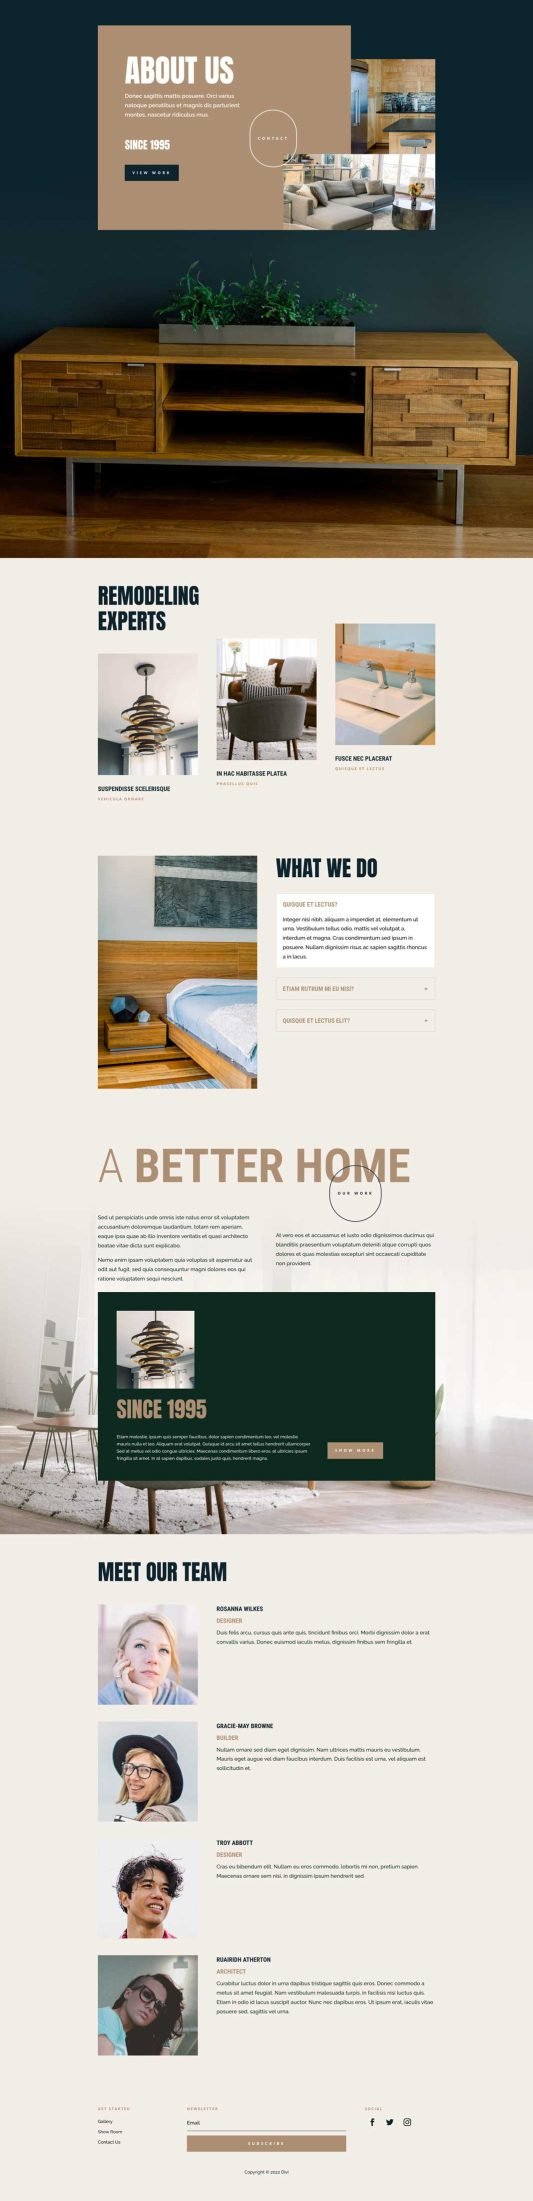 ABOUT US
Donec sagittis mattis posuere. Orci varius
natoque penatibus et magnis dis parturient
montes, nascetur ridiculus mus.
CONTACT
SINCE 1995
VIEW WORK
REMODELING
EXPERTS
SUSPENDISSE SCELERISQUE
VEHICULA ORNARE
IN HAC HABITASSE PLATEA
PHASELLUS QUIS
FUSCE NEC PLACERAT
QUISQUE ET LECTUS
WHAT WE DO
QUISQUE ET LECTUS?
Integer nisi nibh, aliquam a imperdiet at, elementum ut
urna. Vestibulum tellus odio, mattis vel volutpat a,
interdum et magna. Cras condimentum sed ipsum in
posuere. Nullam dignissim risus ac sapien sagittis rhoncus
a in lacus.
ETIAM RUTRUM MI EU NISI?
QUISQUE ET LECTUS ELIT?
A BETTER HOME
OUR WORK
Sed ut perspiciatis unde omnis iste natus error sit voluptatem
accusantium doloremque laudantium, totam rem aperiam,
eaque ipsa quae ab illo inventore veritatis et quasi architecto
beatae vitae dicta sunt explicabo.
Nemo enim ipsam voluptatem quia voluptas sit aspernatur aut
odit aut fugit, sed quia consequuntur magni dolores eos qui
ratione voluptatem sequi nesciunt.
At vero eos et accusamus et iusto odio dignissimos ducimus qui
blanditiis praesentium voluptatum deleniti atque corrupti quos
dolores et quas molestias excepturi sint occaecati cupiditate
non provident.
SINCE 1995
Etiam molestie, ipsum quis semper faucibus, dolor sapien condimentum leo, vel molestie
mauris nulla et leo. Aliquam erat volutpat. Quisque id arcu sit amet tellus hendrerit ullamcorper.
Sed at metus vel odio congue ultricies. Maecenas condimentum libero eros, at ultricies ipsum
fringilla sit amet. In at sapien dapibus, sodales justo quis, hendrerit magna.
SHOW MORE
MEET OUR TEAM
ROSANNA WILKES
DESIGNER
Duis felis arcu, cursus quis ante quis, tincidunt finibus orci. Morbi dignissim dolor a erat
convallis varius. Donec euismod iaculis metus, dignissim finibus sem fringilla et.
GRACIE-MAY BROWNE
BUILDER
Nullam ornare sed diam eget dignissim. Nam ultrices mattis mauris eu vestibulum.
Mauris eget augue vel diam faucibus interdum. Duis facilisis est urna, vel aliquam est
sollicitudin et.
TROY ABBOTT
DESIGNER
Cras eu bibendum elit. Nullam eu eros commodo, lobortis mi non, pretium sapien.
Maecenas ornare sem nisi, in dignissim ipsum hendrerit sed.
RUAIRIDH ATHERTON
ARCHITECT
Curabitur luctus dolor in urna dapibus tristique sagittis quis eros. Donec commodo a
metus sit amet feugiat. Nam vestibulum malesuada turpis, in facilisis nisi luctus quis.
Etiam in odio id lacus suscipit auctor. Nunc nec dapibus eros. Ut ipsum erat, iaculis vitae
posuere sed, sagittis vel urna.
GET STARTED
Gallery
Show Room
Contact Us
NEWSLETTER
Email
SUBSCRIBE
SOCIAL
Copyright © 2022 Divi